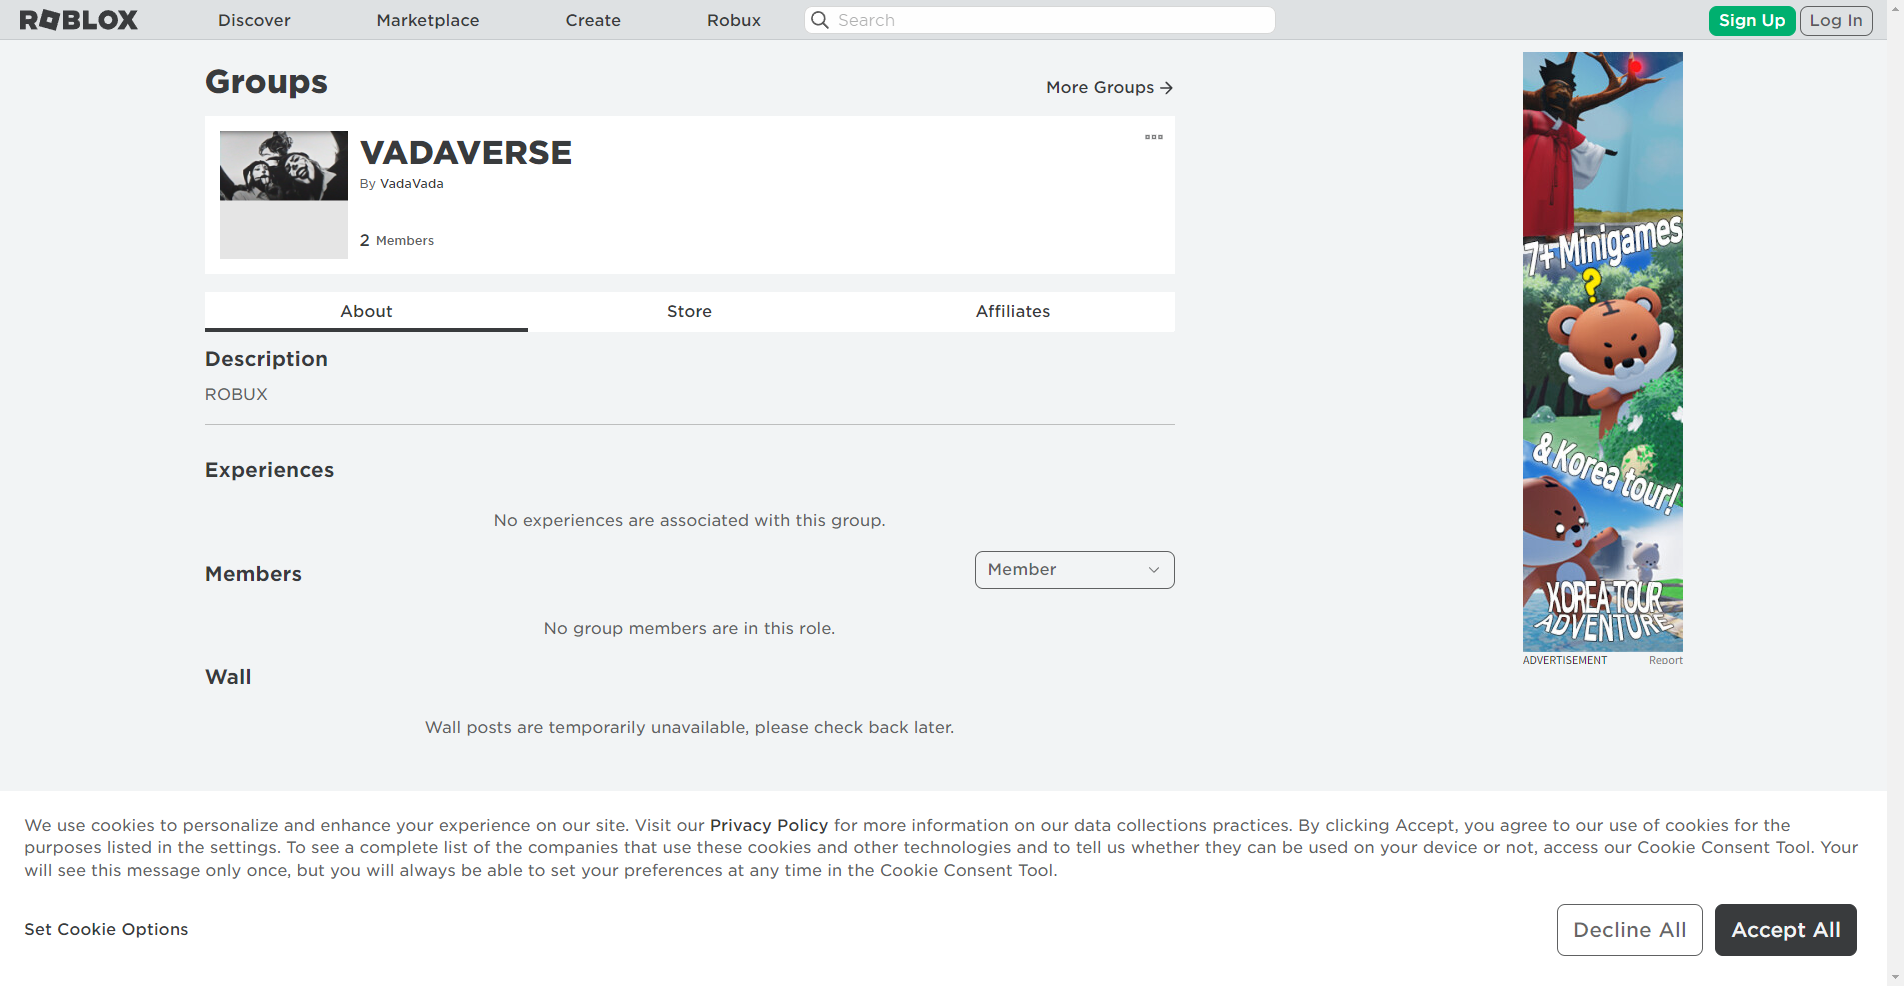 ROBLOX
Discover
Marketplace
Create
Robux
Search
Sign Up
Log In
Groups
More Groups
VADAVERSE
By VadaVada
2 Members
About
Store
Affiliates
Description
ROBUX
Experiences
No experiences are associated with this group.
Members
Member
No group members are in this role.
Wall
Wall posts are temporarily unavailable, please check back later.
7+ Minigames
?
& Korea tour!
KOREA TOUR
ADVENTURE
ADVERTISEMENT
Report
We use cookies to personalize and enhance your experience on our site. Visit our Privacy Policy for more information on our data collections practices. By clicking Accept, you agree to our use of cookies for the
purposes listed in the settings. To see a complete list of the companies that use these cookies and other technologies and to tell us whether they can be used on your device or not, access our Cookie Consent Tool. Your
will see this message only once, but you will always be able to set your preferences at any time in the Cookie Consent Tool.
Set Cookie Options
Decline All
Accept All